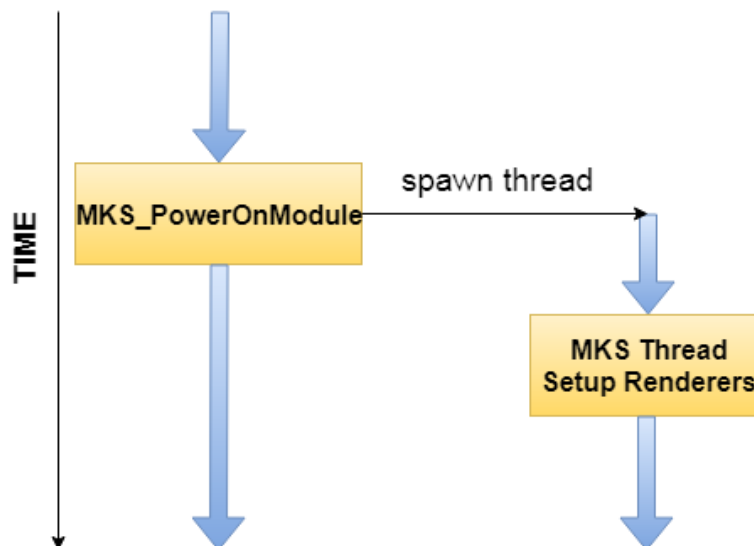 TIME
MKS_PowerOnModule
spawn thread
MKS Thread
Setup Renderers